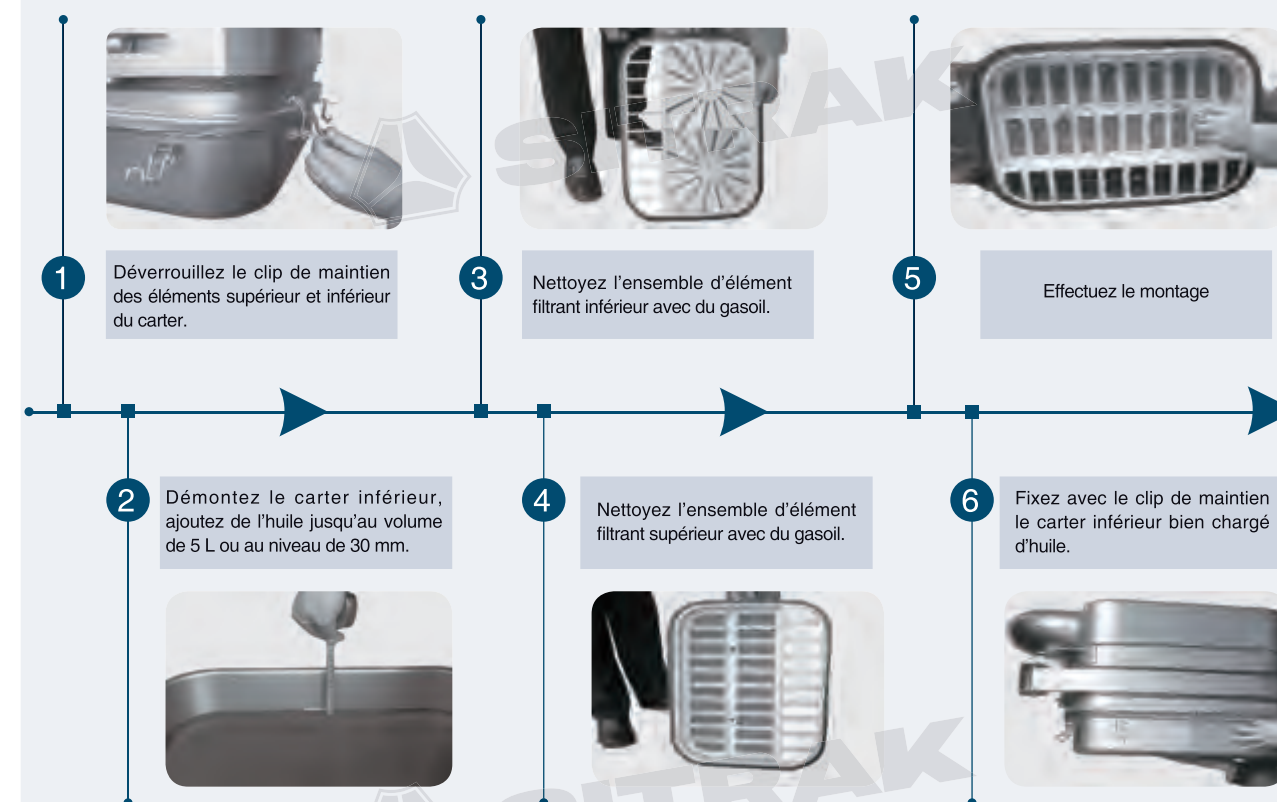 1
Déverrouillez le clip de maintien
des éléments supérieur et inférieur
du carter.
2
Démontez le carter inférieur,
ajoutez de l'huile jusqu'au volume
de 5 L ou au niveau de 30 mm.
3
Nettoyez l'ensemble d'élément
filtrant inférieur avec du gasoil.
4
Nettoyez l'ensemble d'élément
filtrant supérieur avec du gasoil.
5
Effectuez le montage
6
Fixez avec le clip de maintien
le carter inférieur bien chargé
d'huile.
SITRAK
SITRAK